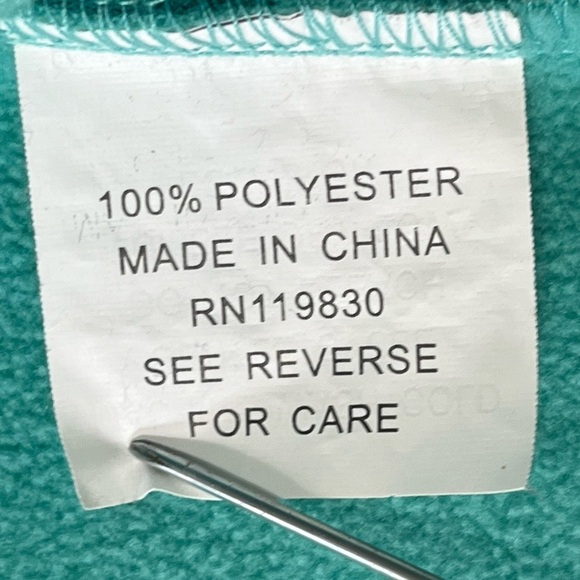 100% POLYESTER
MADE IN CHINA
RN119830
SEE REVERSE
FOR CARE